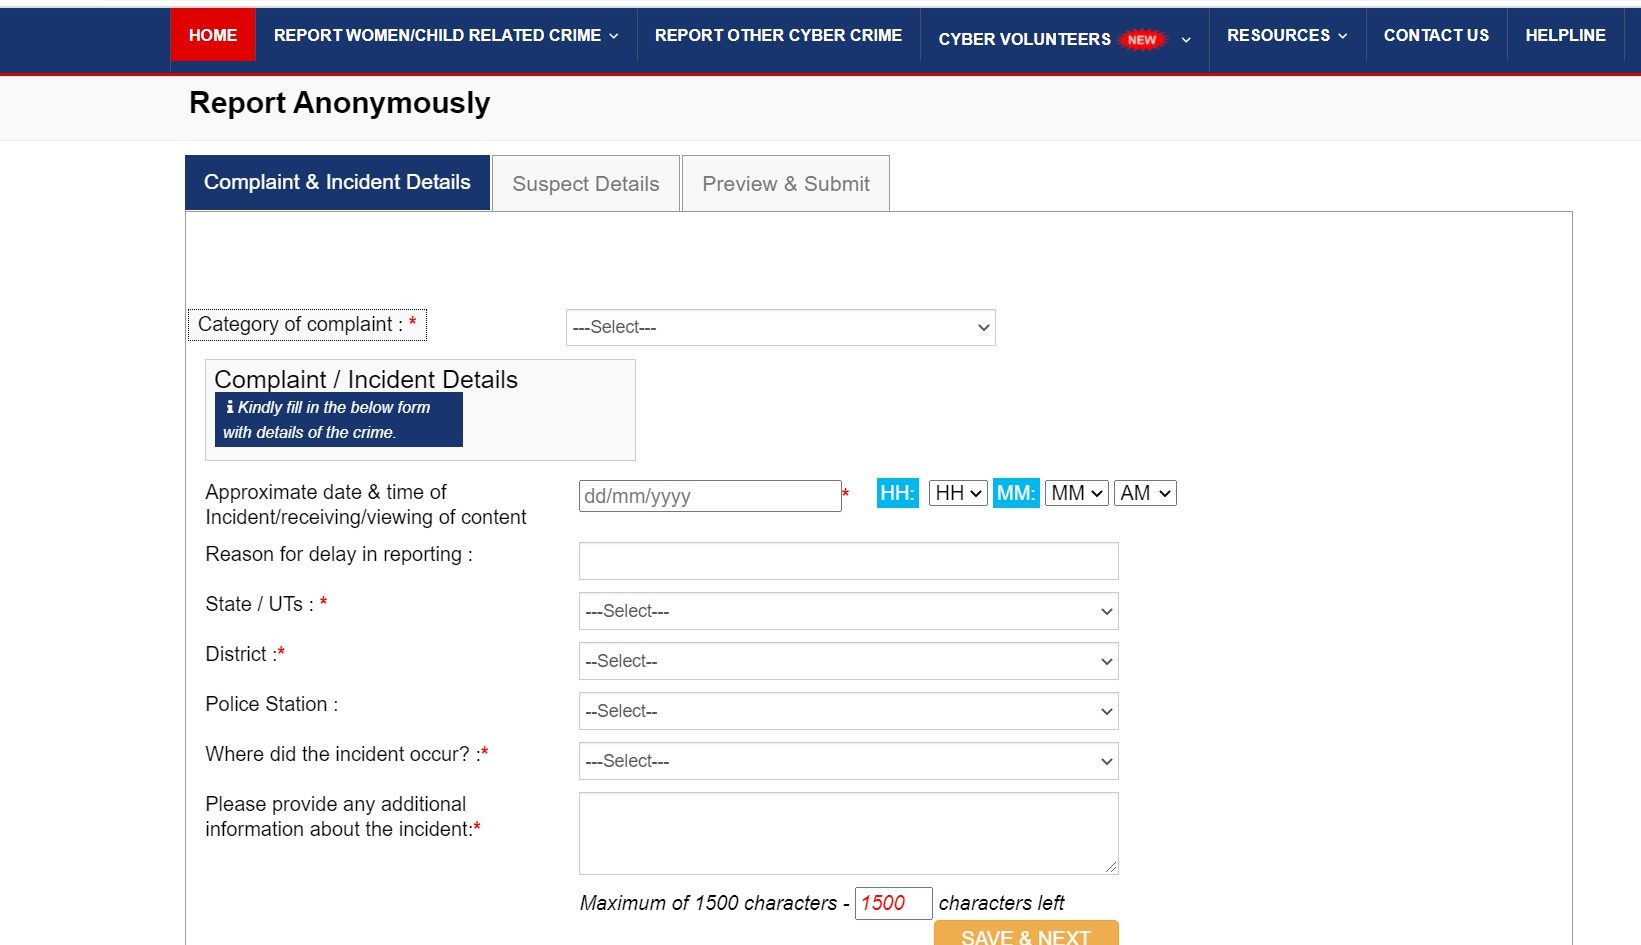 HOME REPORT WOMEN/CHILD RELATED CRIME REPORT OTHER CYBER CRIME CYBER VOLUNTEERS NEW RESOURCES CONTACT US HELPLINE
Report Anonymously
Complaint & Incident Details Suspect Details Preview & Submit
Category of complaint : * ---Select---
Complaint / Incident Details
i Kindly fill in the below form
with details of the crime.
Approximate date & time of
Incident/receiving/viewing of content
dd/mm/yyyy * HH: HH MM: MM AM
Reason for delay in reporting :
State / UTs : * ---Select---
District :* --Select--
Police Station : --Select--
Where did the incident occur? :* ---Select---
Please provide any additional
information about the incident:*
Maximum of 1500 characters - 1500 characters left
SAVE & NEXT